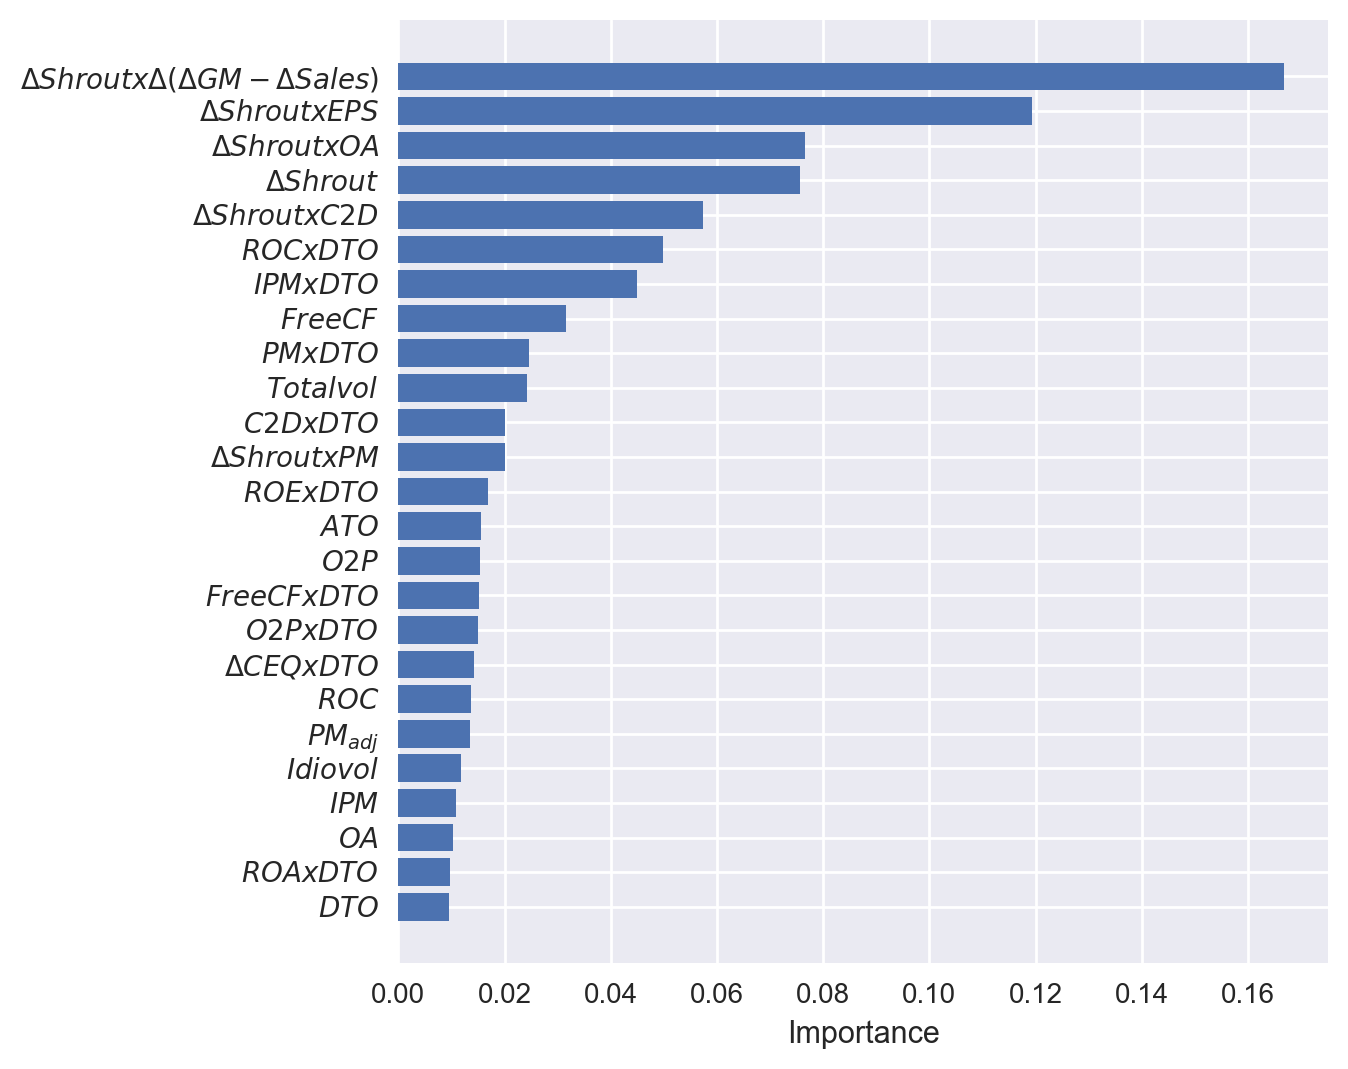 ΔShroutxΔ(ΔGM − ΔSales)
ΔShroutxEPS
ΔShroutxOA
ΔShrout
ΔShroutxC2D
ROCxDTO
IPMxDTO
FreeCF
PMxDTO
Totalvol
C2DxDTO
ΔShroutxPM
ROExDTO
ATO
O2P
FreeCFxDTO
O2PxDTO
ΔCEQxDTO
ROC
PM_adj
Idiovol
IPM
OA
ROAxDTO
DTO
0.00 0.02 0.04 0.06 0.08 0.10 0.12 0.14 0.16
Importance